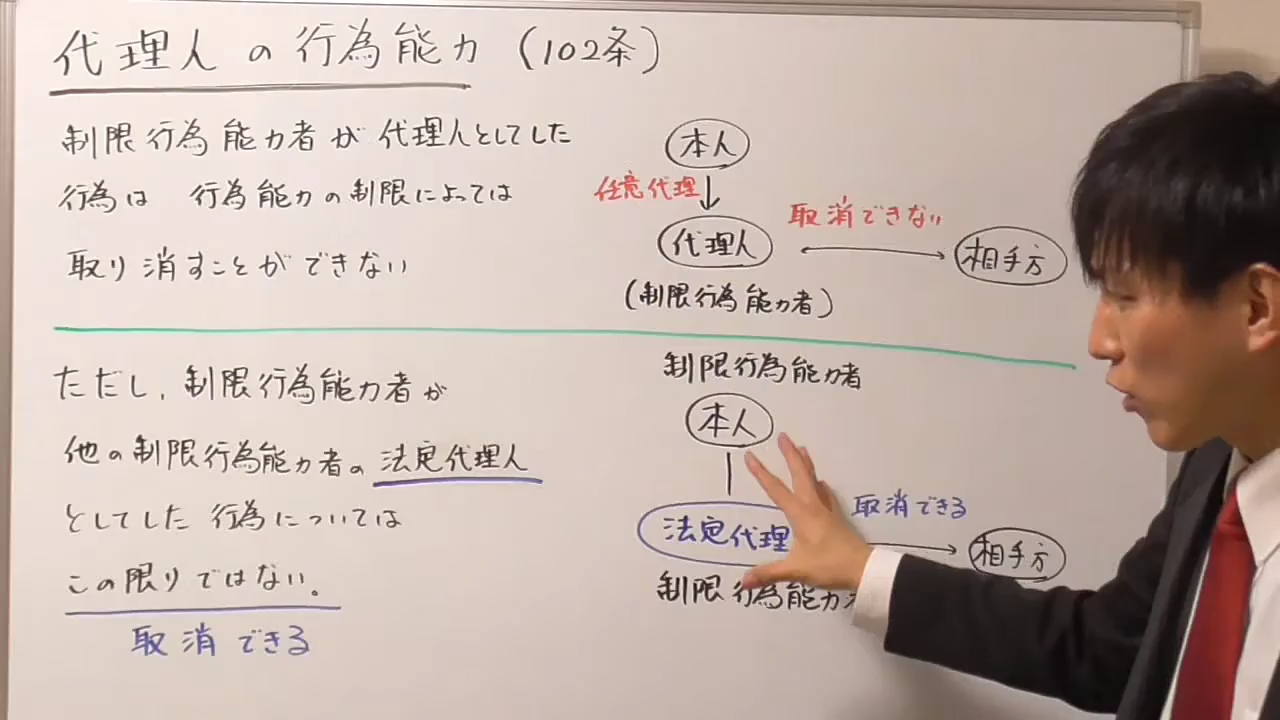 代理人の行為能力（102条）
制限行為能力者が代理人としてした
行為は 行為能力の制限によっては
取り消すことができない
本人
任意代理
代理人
取消できない
相手方
（制限行為能力者）
ただし、制限行為能力者が
他の制限行為能力者の法定代理人
としてした行為については
この限りではない。
取消できる
制限行為能力者
本人
法定代理
取消できる
相手方
制限行為能力